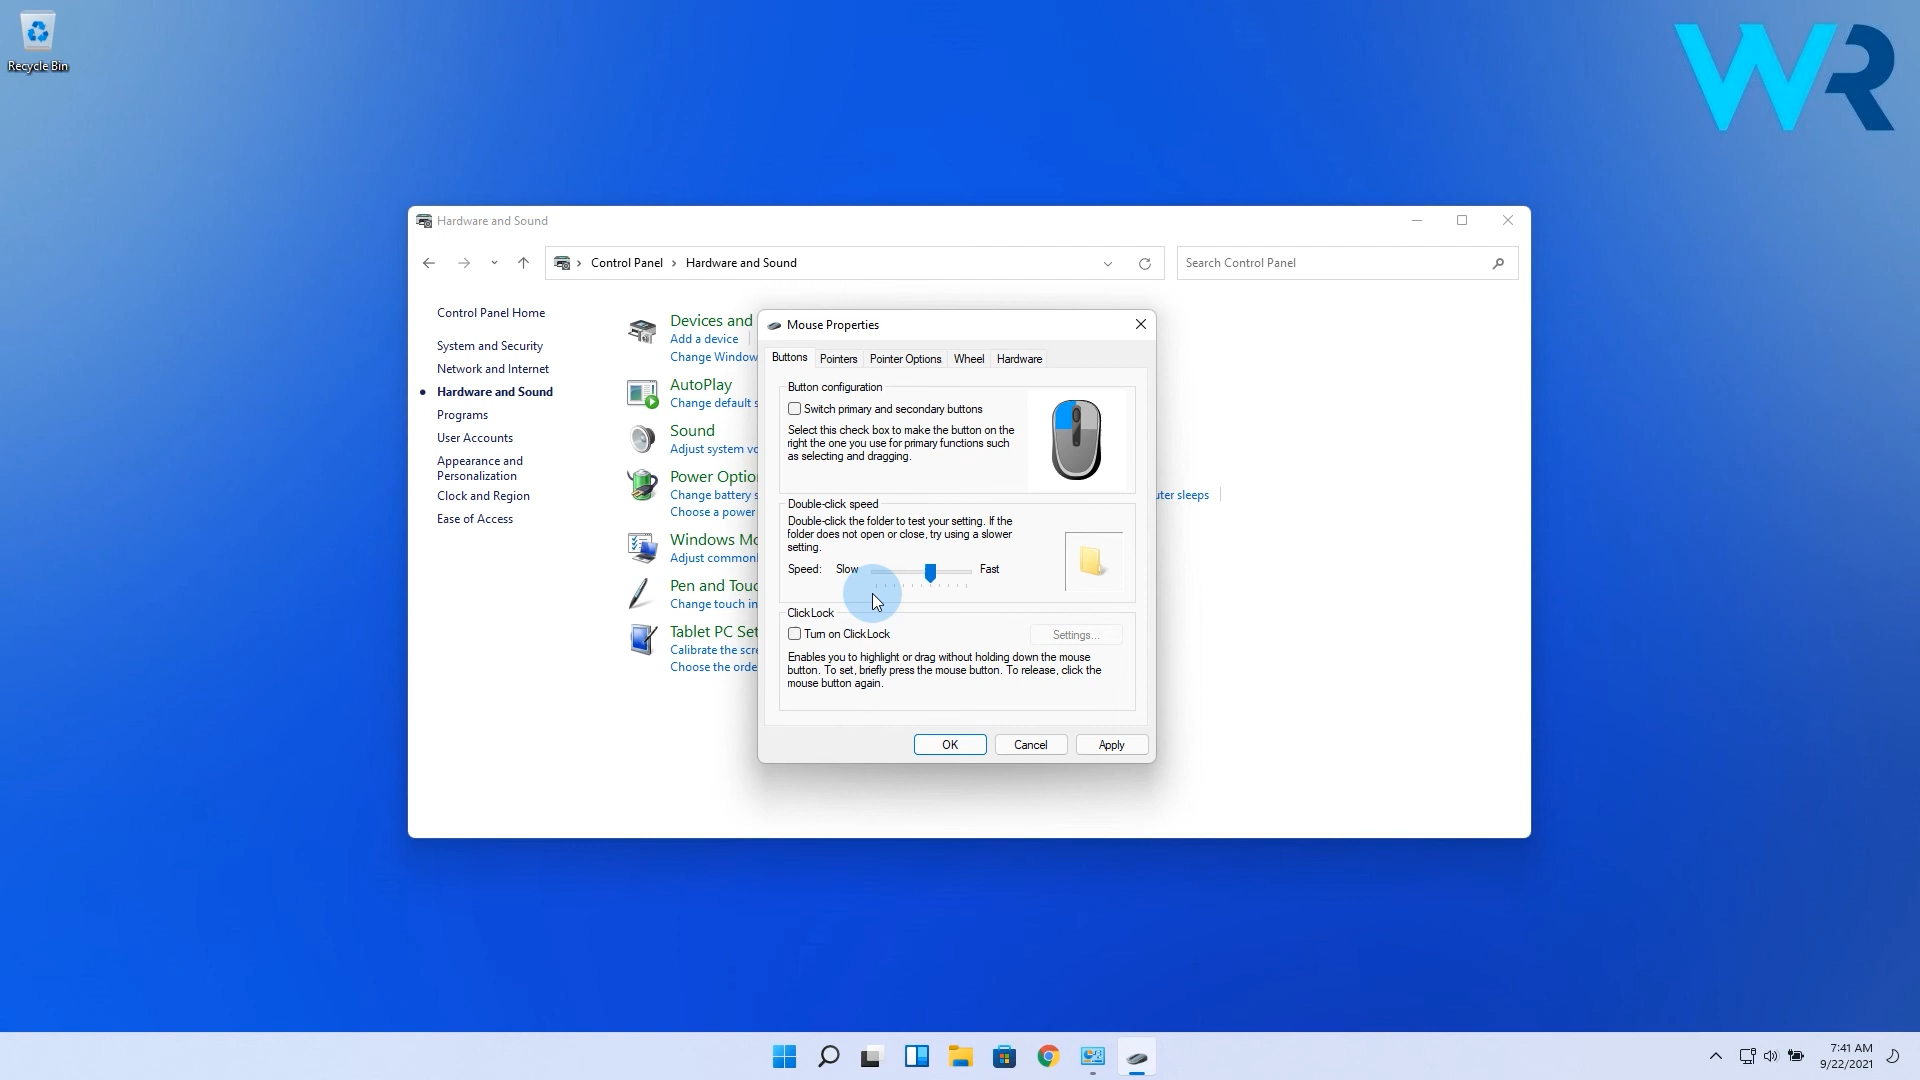 Recycle Bin
WR
Hardware and Sound
Control Panel
Hardware and Sound
Search Control Panel
Control Panel Home
System and Security
Network and Internet
Hardware and Sound
Programs
User Accounts
Appearance and
Personalization
Clock and Region
Ease of Access
Devices and
Add a device
Change Window
AutoPlay
Change default s
Sound
Adjust system vo
Power Optio
Change battery s
Choose a power
uter sleeps
Windows Mo
Adjust common
Pen and Touc
Change touch in
Tablet PC Set
Calibrate the scre
Choose the orde
Mouse Properties
Buttons
Pointers
Pointer Options
Wheel
Hardware
Button configuration
Switch primary and secondary buttons
Select this check box to make the button on the
right the one you use for primary functions such
as selecting and dragging.
Double-click speed
Double-click the folder to test your setting. If the
folder does not open or close, try using a slower
setting.
Speed: Slow Fast
ClickLock
Turn on ClickLock
Settings...
Enables you to highlight or drag without holding down the mouse
button. To set, briefly press the mouse button. To release, click the
mouse button again.
OK
Cancel
Apply
7:41 AM
9/22/2021